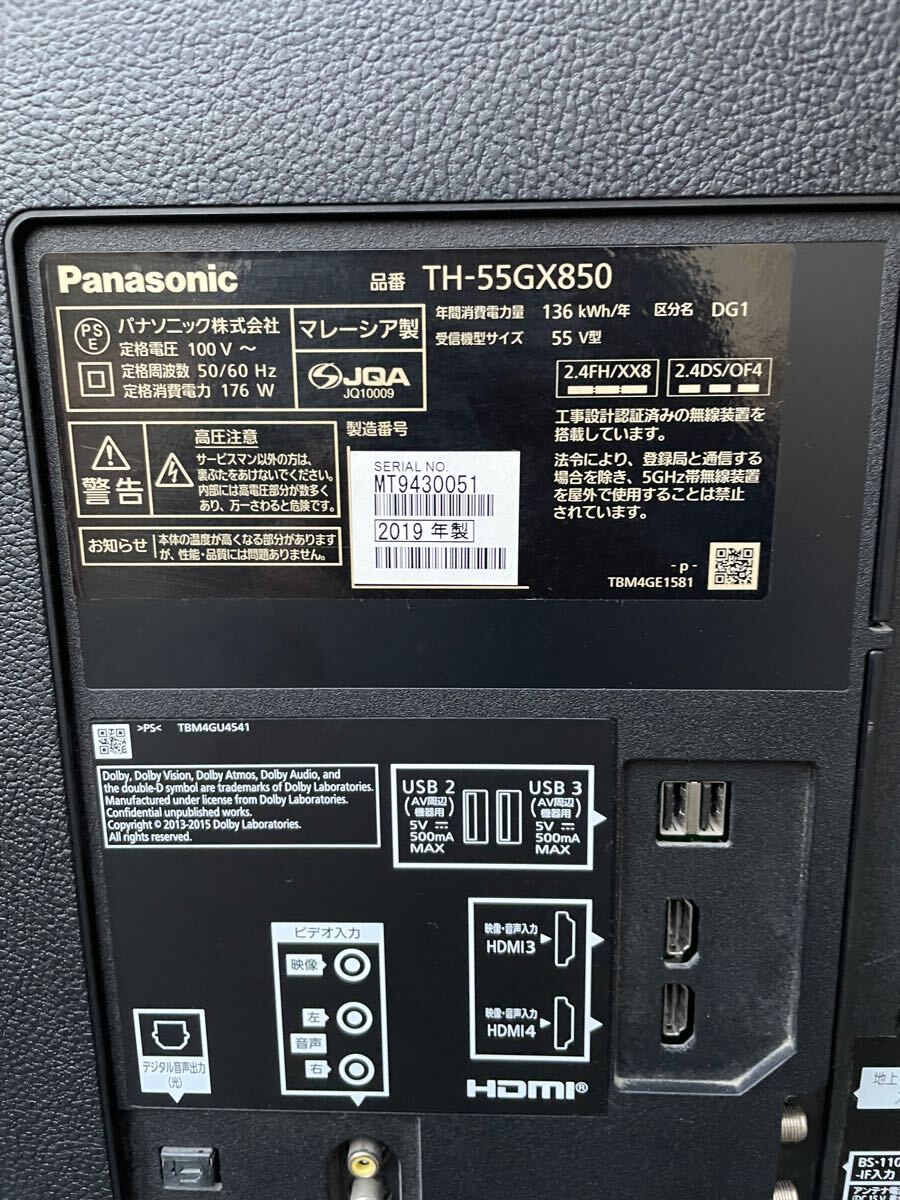 Panasonic
品番 TH-55GX850
PS
E
パナソニック株式会社
定格電圧 100 V ～
定格周波数 50/60 Hz
定格消費電力 176 W
マレーシア製
JQA
JQ10009
年間消費電力量 136 kWh/年 区分名 DG1
受信機型サイズ 55 V型
2.4FH/XX8
2.4DS/OF4
工事設計認証済みの無線装置を
搭載しています。
法令により、登録局と通信する
場合を除き、5GHz帯無線装置
を屋外で使用することは禁止
されています。
警告
高圧注意
サービスマン以外の方は、
裏ぶたをあけないでください。
内部には高電圧部分が数多く
あり、万一さわると危険です。
お知らせ
本体の温度が高くなる部分があります
が、性能・品質には問題ありません。
製造番号
SERIAL NO.
MT9430051
2019 年製
- p -
TBM4GE1581
>PS< TBM4GU4541
Dolby, Dolby Vision, Dolby Atmos, Dolby Audio, and
the double-D symbol are trademarks of Dolby Laboratories.
Manufactured under license from Dolby Laboratories.
Confidential unpublished works.
Copyright © 2013-2015 Dolby Laboratories.
All rights reserved.
USB 2
(AV周辺
機器用)
5V
500mA
MAX
USB 3
(AV周辺
機器用)
5V
500mA
MAX
映像・音声入力
HDMI3
映像・音声入力
HDMI4
HDMI®
ビデオ入力
映像
左
音声
右
デジタル音声出力
(光)
地上
BS-110
-IF入力
アンテナ電
DC15V